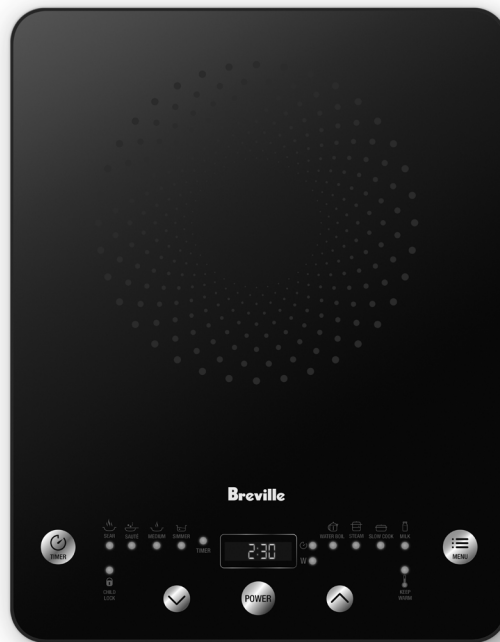 Breville
SEAR SAUTÉ MEDIUM SIMMER
TIMER
2:30
W
WATER BOIL STEAM SLOW COOK MILK
TIMER
MENU
CHILD
LOCK
POWER
KEEP
WARM